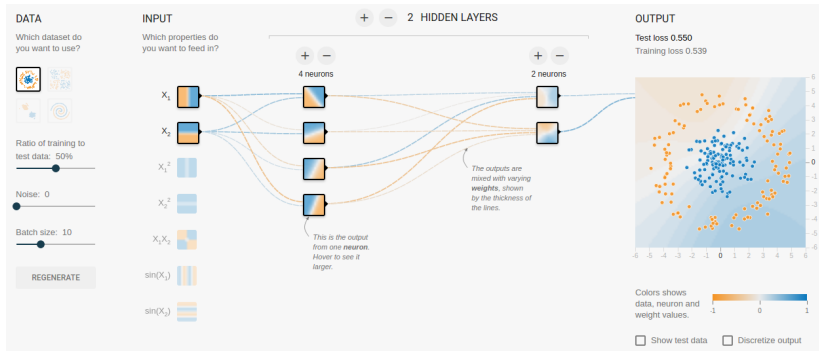 DATA
Which dataset do
you want to use?
Ratio of training to
test data: 50%
Noise: 0
Batch size: 10
REGENERATE
INPUT
Which properties do
you want to feed in?
X₁
X₂
X₁²
X₂²
X₁X₂
sin(X₁)
sin(X₂)
+ − 2 HIDDEN LAYERS
+ −
4 neurons
+ −
2 neurons
This is the output
from one neuron.
Hover to see it
larger.
The outputs are
mixed with varying
weights, shown
by the thickness of
the lines.
OUTPUT
Test loss 0.550
Training loss 0.539
6
5
4
3
2
1
0
-1
-2
-3
-4
-5
-6
-6 -5 -4 -3 -2 -1 0 1 2 3 4 5 6
Colors shows
data, neuron and
weight values.
-1 0 1
Show test data
Discretize output